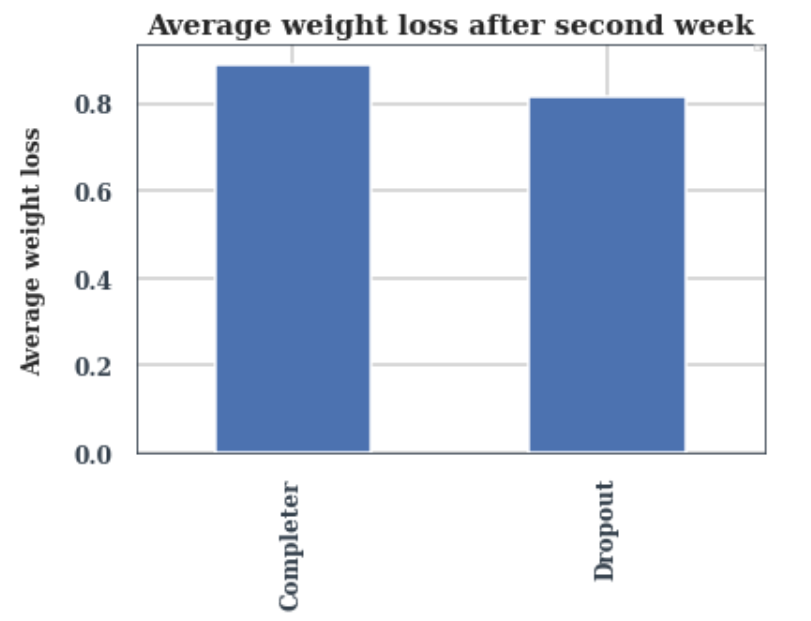 Average weight loss after second week
Average weight loss
0.8
0.6
0.4
0.2
0.0
Completer
Dropout